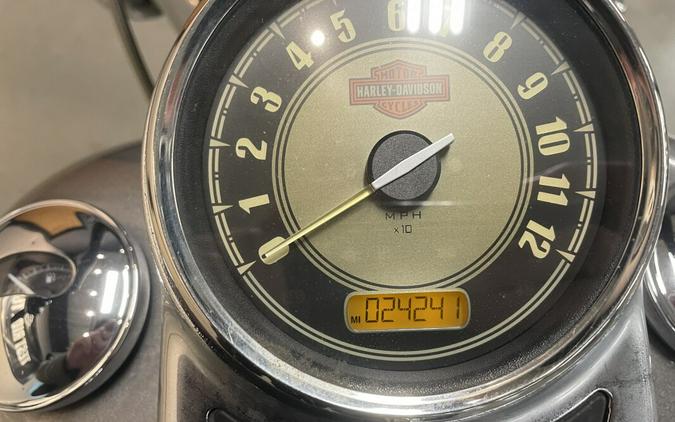 0 1 2 3 4 5 6 7 8 9 10 11 12
MOTOR
HARLEY-DAVIDSON
CYCLES
MPH
x10
MI 024241